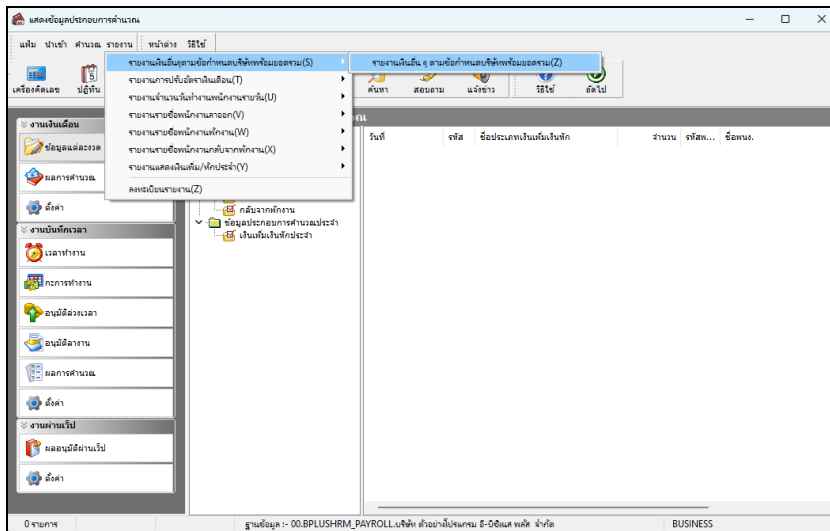 แสดงข้อมูลประกอบการคำนวณ
แฟ้ม นำเข้า คำนวณ รายงาน หน้าต่าง วิธีใช้
รายงานเงินอื่นๆตามข้อกำหนดบริษัทพร้อมยอดรวม(S)
รายงานเงินอื่น ๆ ตามข้อกำหนดบริษัทพร้อมยอดรวม(Z)
รายงานการปรับอัตราเงินเดือน(T)
รายงานจำนวนวันทำงานพนักงานรายวัน(U)
รายงานรายชื่อพนักงานลาออก(V)
รายงานรายชื่อพนักงานพักงาน(W)
รายงานรายชื่อพนักงานกลับจากพักงาน(X)
รายงานแสดงเงินเพิ่ม/หักประจำ(Y)
ลงทะเบียนรายงาน(Z)
เครื่องคิดเลข ปฏิทิน ค้นหา สอบถาม แจ้งข่าว วิธีใช้ ถัดไป
วันที่ รหัส ชื่อประเภทเงินเพิ่มเงินหัก จำนวน รหัสพ... ชื่อพนง.
งานเงินเดือน
ข้อมูลแต่ละงวด
ผลการคำนวณ
ตั้งค่า
กลับจากพักงาน
ข้อมูลประกอบการคำนวณประจำ
เงินเพิ่มเงินหักประจำ
งานบันทึกเวลา
เวลาทำงาน
กะการทำงาน
อนุมัติล่วงเวลา
อนุมัติลางาน
ผลการคำนวณ
ตั้งค่า
งานผ่านเว็ป
ผลอนุมัติผ่านเว็ป
ตั้งค่า
0 รายการ ฐานข้อมูล :- 00.BPLUSHRM_PAYROLL.บริษัท ตัวอย่างโปรแกรม อี-บิซิเนส พลัส จำกัด BUSINESS